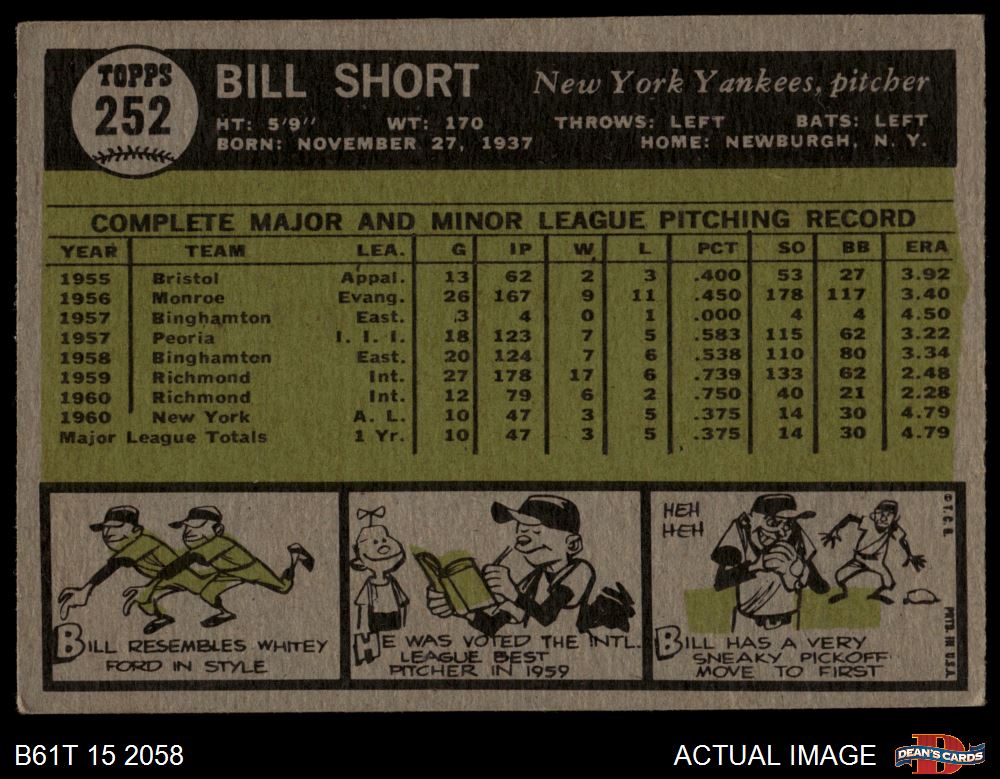 TOPPS
252
BILL SHORT New York Yankees, pitcher
HT: 5'9" WT: 170 THROWS: LEFT BATS: LEFT
BORN: NOVEMBER 27, 1937 HOME: NEWBURGH, N. Y.
COMPLETE MAJOR AND MINOR LEAGUE PITCHING RECORD
YEAR TEAM LEA. G IP W L PCT SO BB ERA
1955 Bristol Appal. 13 62 2 3 .400 53 27 3.92
1956 Monroe Evang. 26 167 9 11 .450 178 117 3.40
1957 Binghamton East. 3 4 0 1 .000 4 4 4.50
1957 Peoria I. I. I. 18 123 7 5 .583 115 62 3.22
1958 Binghamton East. 20 124 7 6 .538 110 80 3.34
1959 Richmond Int. 27 178 17 6 .739 133 62 2.48
1960 Richmond Int. 12 79 6 2 .750 40 21 2.28
1960 New York A. L. 10 47 3 5 .375 14 30 4.79
Major League Totals 1 Yr. 10 47 3 5 .375 14 30 4.79
BILL RESEMBLES WHITEY
FORD IN STYLE
HE WAS VOTED THE INTL.
LEAGUE BEST
PITCHER IN 1959
HEH
HEH
BILL HAS A VERY
SNEAKY PICKOFF
MOVE TO FIRST
© T. C. G. PRTD. IN U.S.A.
B61T 15 2058 ACTUAL IMAGE
DEAN'S CARDS